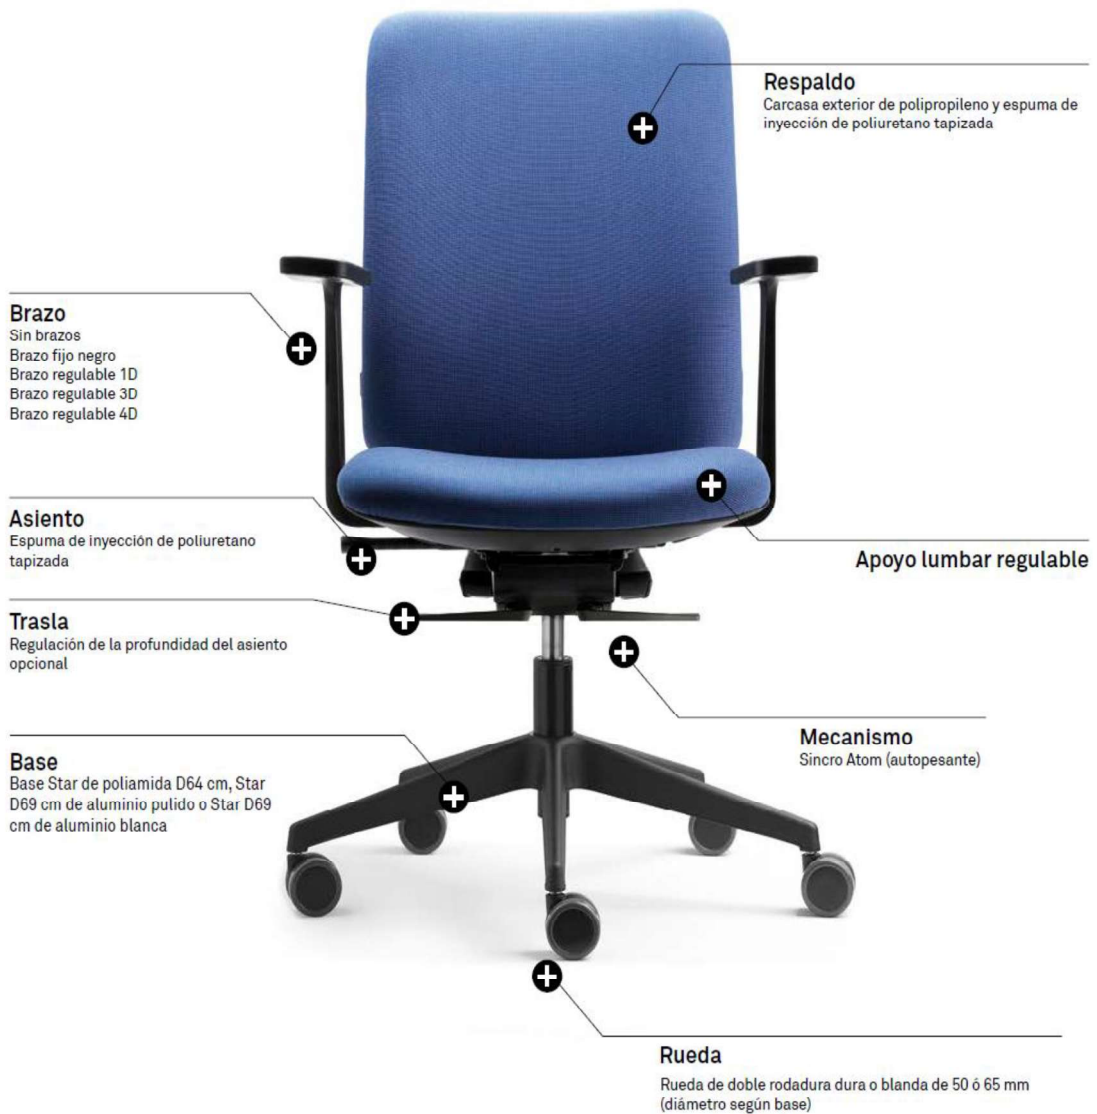 Respaldo
Carcasa exterior de polipropileno y espuma de
inyección de poliuretano tapizada
Brazo
Sin brazos
Brazo fijo negro
Brazo regulable 1D
Brazo regulable 3D
Brazo regulable 4D
Asiento
Espuma de inyección de poliuretano
tapizada
Apoyo lumbar regulable
Trasla
Regulación de la profundidad del asiento
opcional
Mecanismo
Sincro Atom (autopesante)
Base
Base Star de poliamida D64 cm, Star
D69 cm de aluminio pulido o Star D69
cm de aluminio blanca
Rueda
Rueda de doble rodadura dura o blanda de 50 ó 65 mm
(diámetro según base)